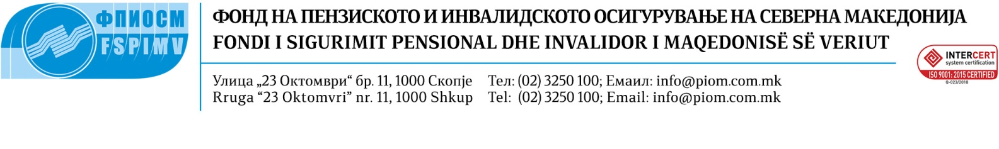 ФПИОСМ
FSPIMV
ФОНД НА ПЕНЗИСКОТО И ИНВАЛИДСКОТО ОСИГУРУВАЊЕ НА СЕВЕРНА МАКЕДОНИЈА
FONDI I SIGURIMIT PENSIONAL DHE INVALIDOR I MAQEDONISË SË VERIUT
Улица „23 Октомври“ бр. 11, 1000 Скопје Тел: (02) 3250 100; Емаил: info@piom.com.mk
Rruga “23 Oktomvri” nr. 11, 1000 Shkup Tel: (02) 3250 100; Email: info@piom.com.mk
INTERCERT
system certification
ISO 9001: 2015 CERTIFIED
Q-023/2018